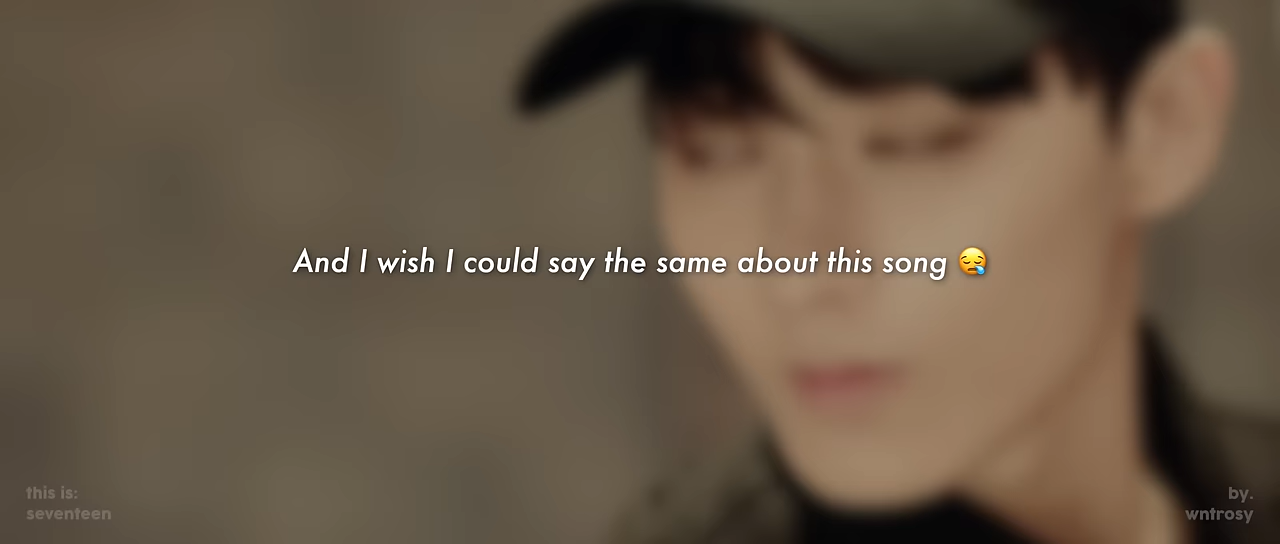 And I wish I could say the same about this song 😪
this is:
seventeen
by.
wntrosy